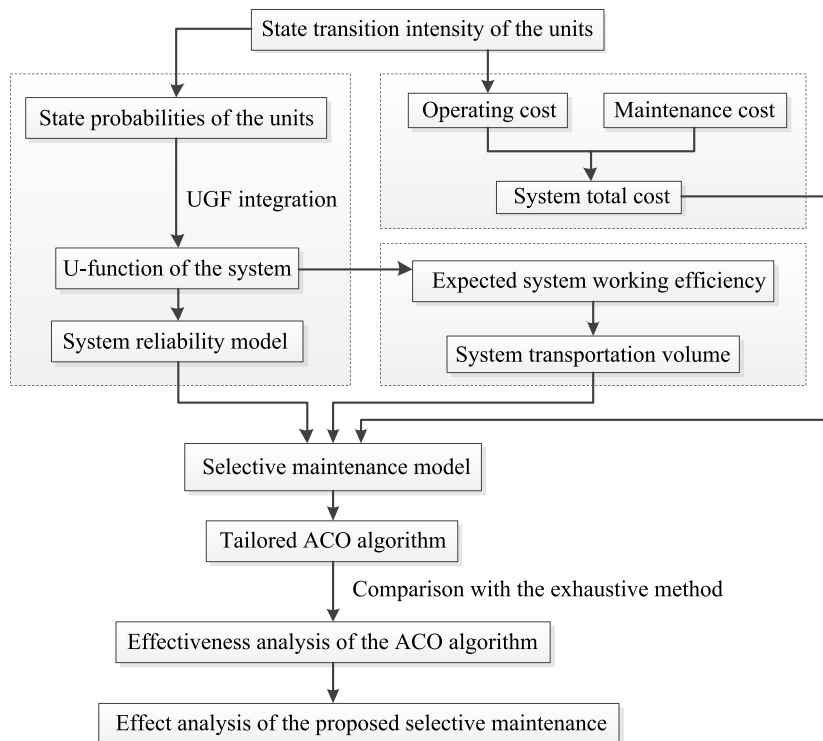 State transition intensity of the units
State probabilities of the units
Operating cost
Maintenance cost
UGF integration
System total cost
U-function of the system
Expected system working efficiency
System reliability model
System transportation volume
Selective maintenance model
Tailored ACO algorithm
Comparison with the exhaustive method
Effectiveness analysis of the ACO algorithm
Effect analysis of the proposed selective maintenance